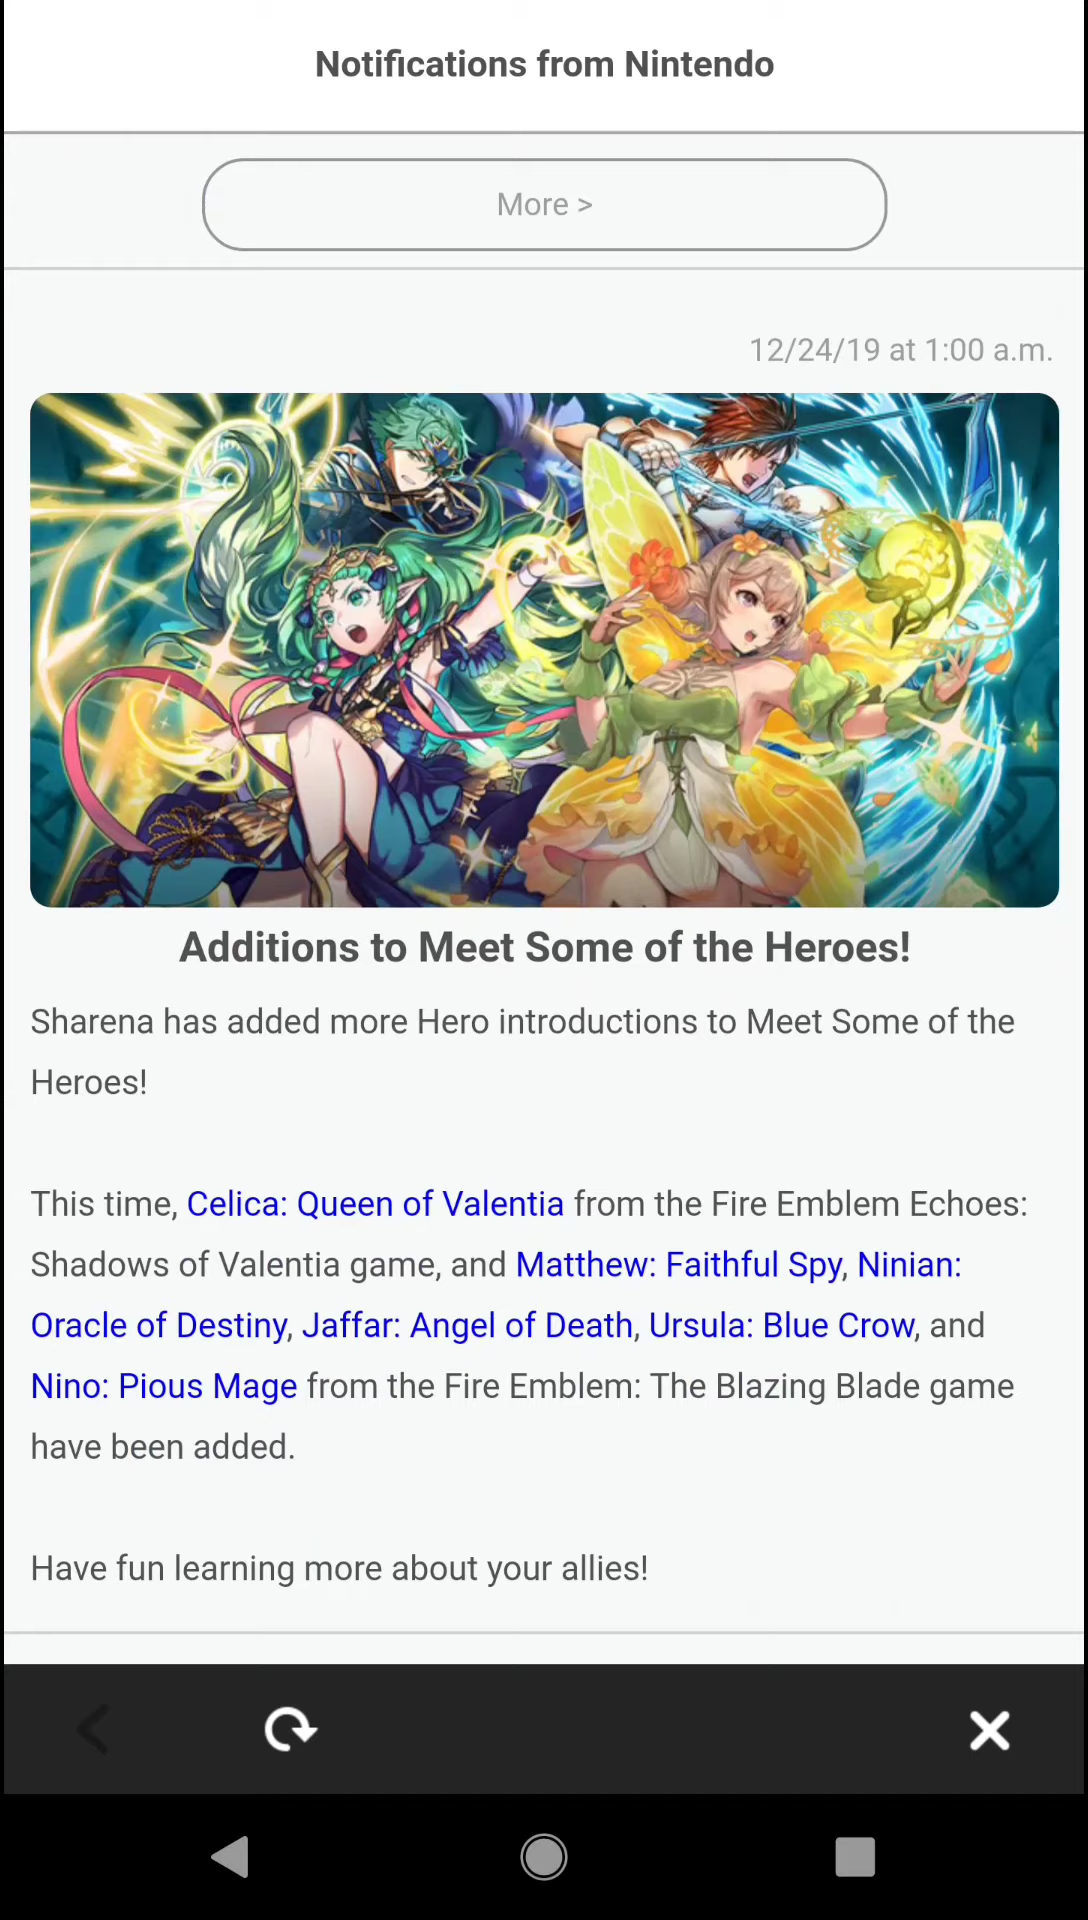 Notifications from Nintendo
More >
12/24/19 at 1:00 a.m.
Additions to Meet Some of the Heroes!
Sharena has added more Hero introductions to Meet Some of the
Heroes!
This time, Celica: Queen of Valentia from the Fire Emblem Echoes:
Shadows of Valentia game, and Matthew: Faithful Spy, Ninian:
Oracle of Destiny, Jaffar: Angel of Death, Ursula: Blue Crow, and
Nino: Pious Mage from the Fire Emblem: The Blazing Blade game
have been added.
Have fun learning more about your allies!